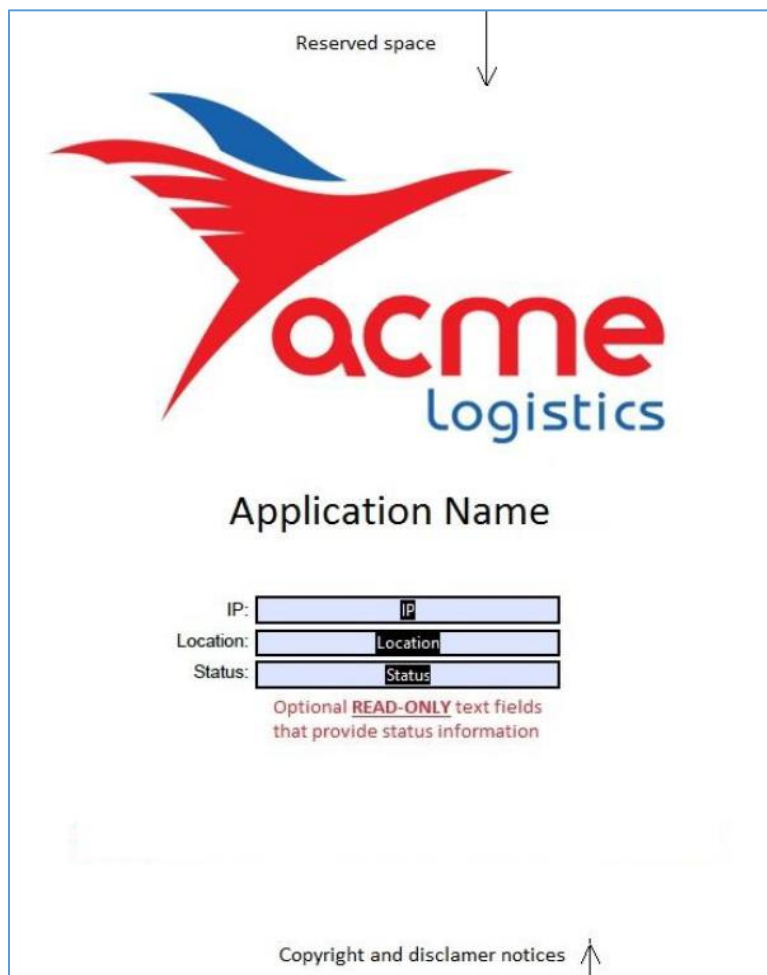 Reserved space
acme
logistics
Application Name
IP: IP
Location: Location
Status: Status
Optional READ-ONLY text fields
that provide status information
Copyright and disclamer notices